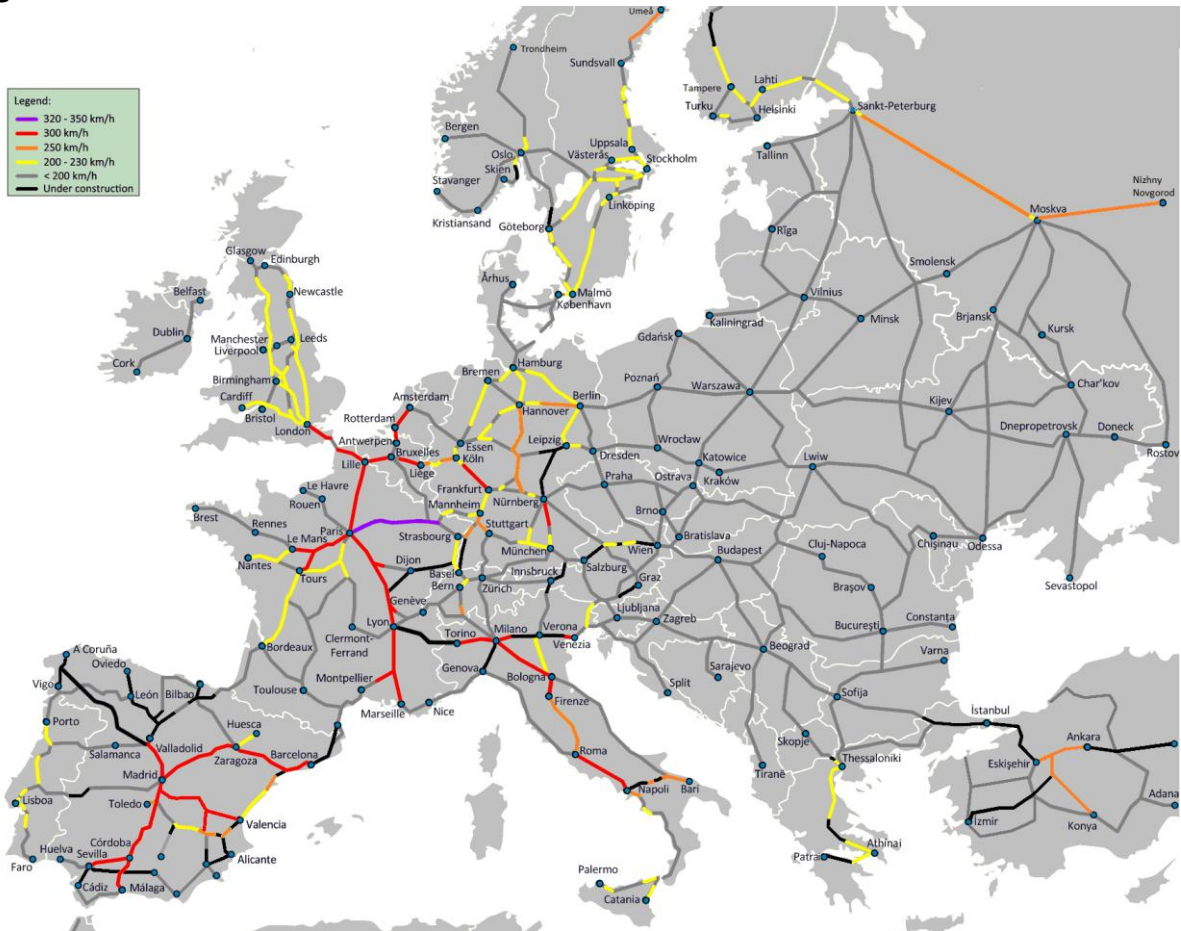 Legend:
320 - 350 km/h
300 km/h
250 km/h
200 - 230 km/h
< 200 km/h
Under construction
Umeå
Trondheim
Sundsvall
Tampere
Lahti
Turku
Helsinki
Sankt-Peterburg
Bergen
Oslo
Uppsala
Västerås
Stockholm
Tallinn
Skien
Stavanger
Linköping
Kristiansand
Nizhny
Novgorod
Moskva
Göteborg
Rīga
Glasgow
Edinburgh
Smolensk
Århus
Belfast
Newcastle
Malmö
København
Vilnius
Kaliningrad
Minsk
Brjansk
Dublin
Manchester
Leeds
Liverpool
Gdańsk
Kursk
Cork
Hamburg
Bremen
Birmingham
Poznań
Warszawa
Char'kov
Cardiff
Amsterdam
Berlin
Hannover
Kijev
Bristol
Rotterdam
London
Dnepropetrovsk
Doneck
Antwerpen
Essen
Leipzig
Wrocław
Bruxelles
Köln
Dresden
Rostov
Lille
Liège
Katowice
Lwiw
Praha
Ostrava
Kraków
Le Havre
Frankfurt
Nürnberg
Rouen
Mannheim
Brest
Brno
Rennes
Paris
Stuttgart
Strasbourg
Bratislava
Le Mans
Wien
Chişinau
Odessa
München
Cluj-Napoca
Budapest
Nantes
Dijon
Tours
Basel
Salzburg
Innsbruck
Bern
Zürich
Graz
Sevastopol
Braşov
Genève
Ljubljana
Zagreb
Constanța
Lyon
Clermont-
Ferrand
Torino
Milano
Verona
Venezia
Bucureşti
Bordeaux
Beograd
A Coruña
Oviedo
Genova
Varna
Bologna
Sarajevo
Montpellier
Vigo
León
Bilbao
Toulouse
Split
Sofija
Firenze
Marseille
Nice
İstanbul
Porto
Huesca
Valladolid
Skopje
Ankara
Salamanca
Barcelona
Roma
Zaragoza
Eskişehir
Thessaloniki
Madrid
Tiranë
Napoli
Bari
Lisboa
Toledo
Adana
Valencia
İzmir
Konya
Córdoba
Athínai
Huelva
Sevilla
Patra
Alicante
Faro
Palermo
Cádiz
Málaga
Catania